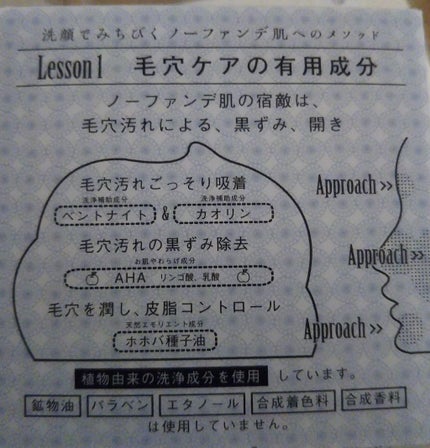 洗顔でみちびく ノーファンデ肌へのメソッド
Lesson 1 毛穴ケアの有用成分
ノーファンデ肌の宿敵は、
毛穴汚れによる、黒ずみ、開き
毛穴汚れごっそり吸着
Approach >>
洗浄補助成分 洗浄補助成分
ベントナイト & カオリン
毛穴汚れの黒ずみ除去
Approach >>
お肌やわらげ成分
AHA リンゴ酸、乳酸
毛穴を潤し、皮脂コントロール
Approach >>
天然エモリエント成分
ホホバ種子油
植物由来の洗浄成分を使用 しています。
鉱物油 パラベン エタノール 合成着色料 合成香料
は使用していません。